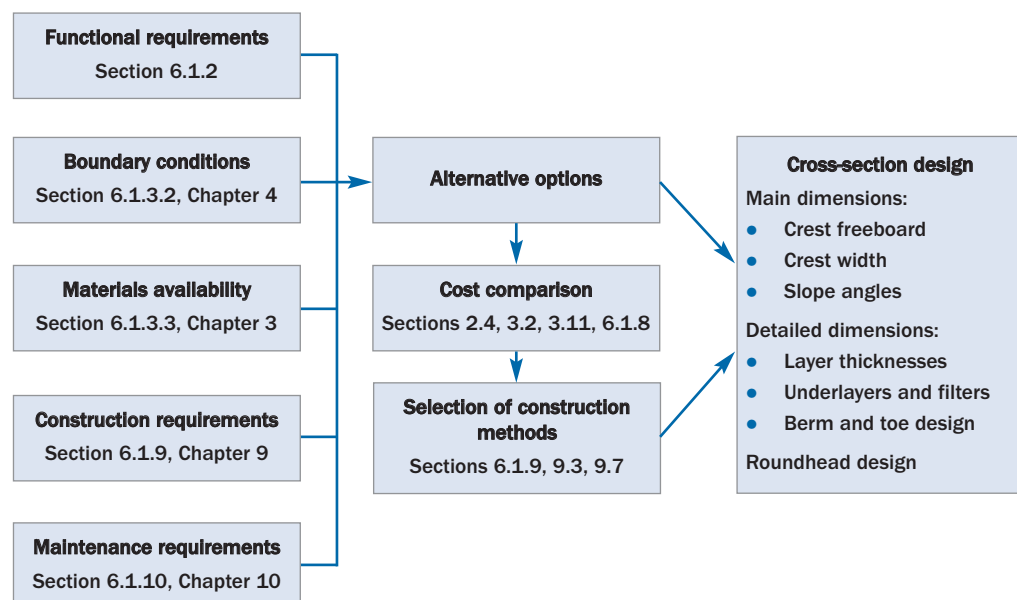 Functional requirements
Section 6.1.2
Boundary conditions
Section 6.1.3.2, Chapter 4
Materials availability
Section 6.1.3.3, Chapter 3
Construction requirements
Section 6.1.9, Chapter 9
Maintenance requirements
Section 6.1.10, Chapter 10
Alternative options
Cost comparison
Sections 2.4, 3.2, 3.11, 6.1.8
Selection of construction
methods
Sections 6.1.9, 9.3, 9.7
Cross-section design
Main dimensions:
● Crest freeboard
● Crest width
● Slope angles
Detailed dimensions:
● Layer thicknesses
● Underlayers and filters
● Berm and toe design
Roundhead design